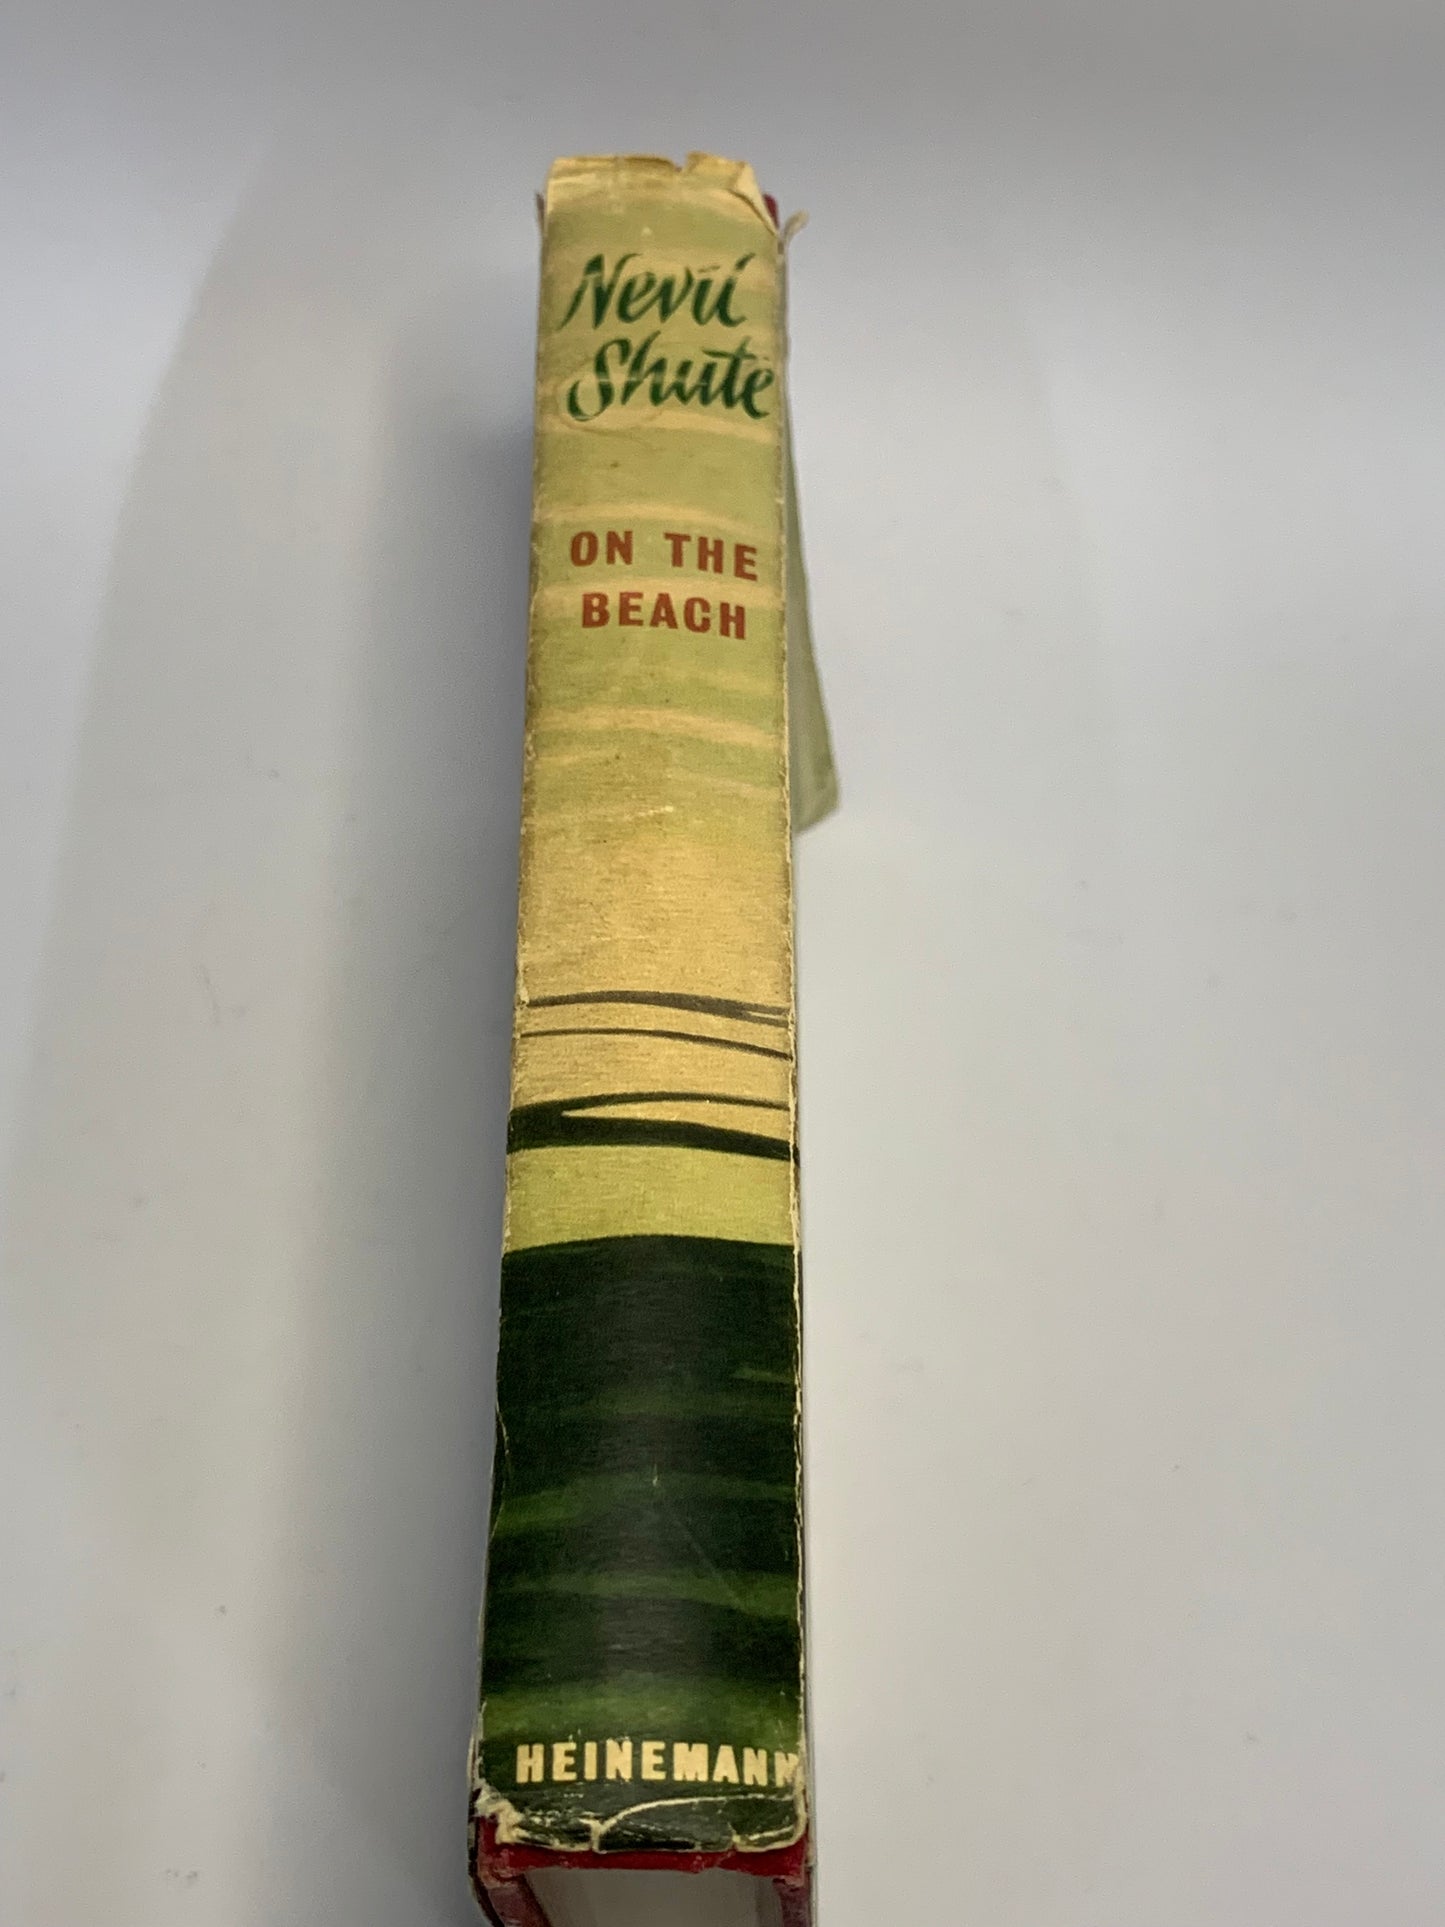 Nevil
Shute
ON THE
BEACH
HEINEMANN